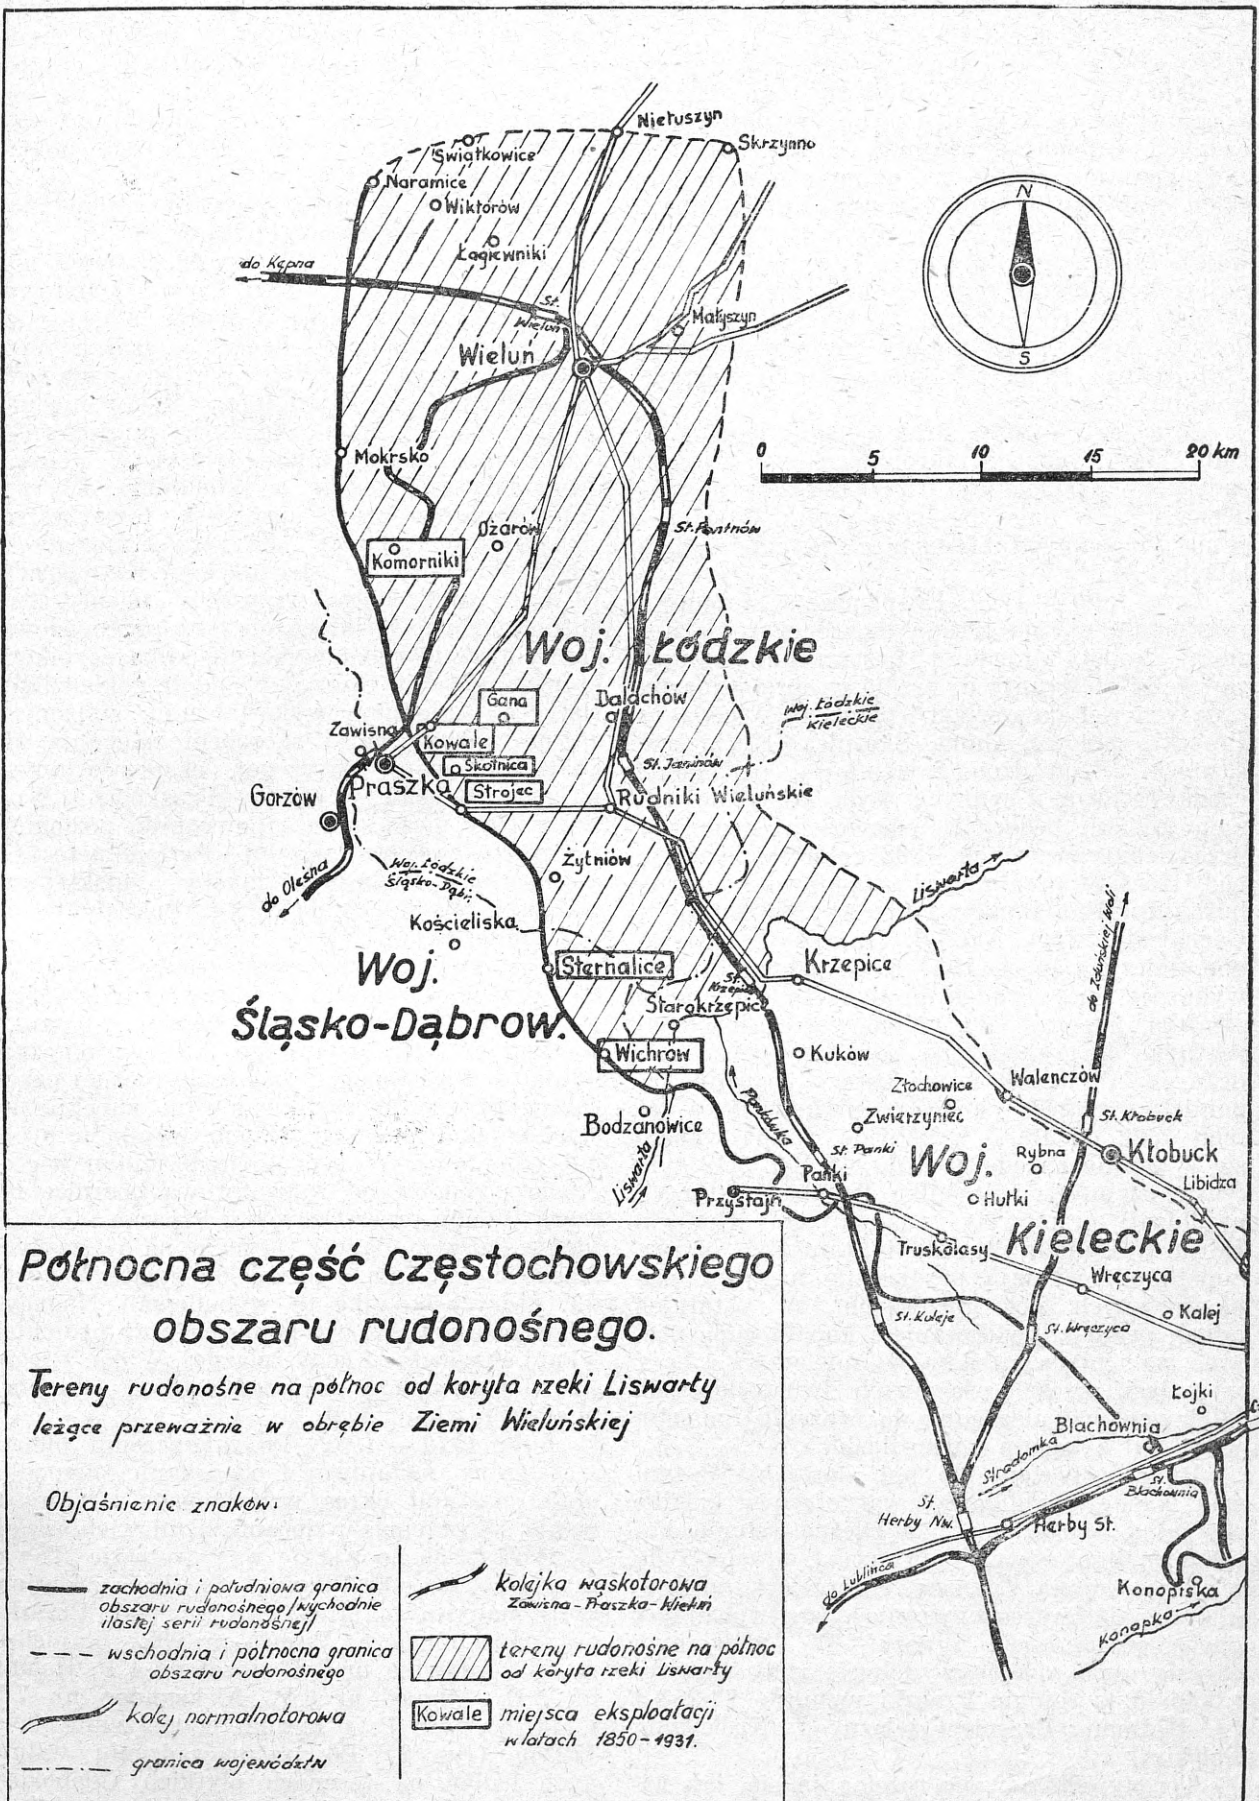 Nietuszyn
Skrzynno
Świątkowice
Naramice
Wiktorów
Łagiewniki
do Kępna
St.
Wieluń
Małyszyn
Wieluń
N
S
0 5 10 15 20 km
Mokrsko
Ożarów
St. Pontnów
Komorniki
Woj. Łódzkie
Gana
Dalachów
Woj. Łódzkie
Kieleckie
Zawisna
Kowale
Skotnica
St. Janinów
Praszka
Strojec
Rudniki Wieluńskie
Gorzów
Żytniów
do Olesna
Woj. Łódzkie
Śląsko-Dąbr.
Liswarta
Kościeliska
do Zduńskiej Woli
Woj.
Śląsko-Dąbrow.
Sternalice
St.
Krzepice
Krzepice
Starokrzepice
Wichrów
Kuków
Walenczów
Złochowice
Pankówka
Zwierzyniec
St. Kłobuck
Bodzanowice
St. Panki
Woj.
Rybna
Kłobuck
Liswarta
Panki
Libidza
Przystajń
Hutki
Truskolasy
Kieleckie
Wręczyca
Kalej
St. Kuleje
St. Wręczyca
Łojki
Blachownia
Stradomka
St.
Blachownia
St.
Herby Nw.
Herby St.
do Lublińca
Konopiska
Konopka
Północna część Częstochowskiego
obszaru rudonośnego.
Tereny rudonośne na północ od koryta rzeki Liswarty
leżące przeważnie w obrębie Ziemi Wieluńskiej
Objaśnienie znaków:
zachodnia i południowa granica
obszaru rudonośnego /wychodnie
ilastej serii rudonośnej/
wschodnia i północna granica
obszaru rudonośnego
kolej normalnotorowa
granica województw
kolejka wąskotorowa
Zawisna-Praszka-Wieluń
tereny rudonośne na północ
od koryta rzeki Liswarty
Kowale miejsca eksploatacji
w latach 1850-1931.